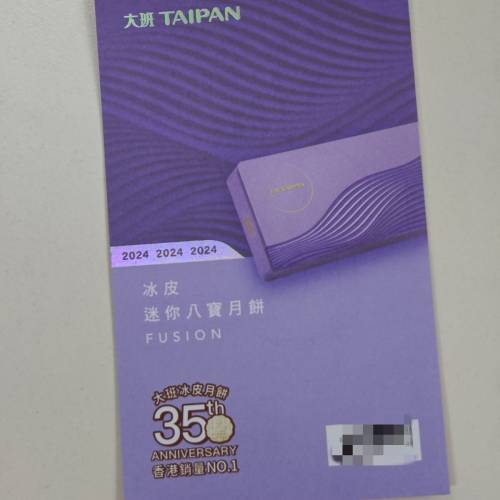 大班 TAIPAN
TAIPAN
2024 2024 2024
冰皮
迷你八寶月餅
FUSION
大班冰皮月餅
35th
ANNIVERSARY
香港銷量NO.1